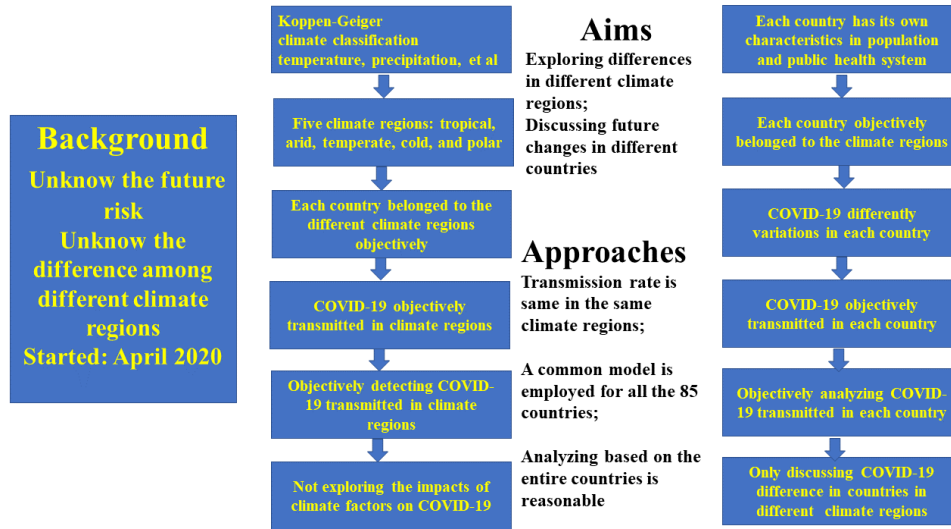 Background
Unknow the future
risk
Unknow the
difference among
different climate
regions
Started: April 2020
Koppen-Geiger
climate classification
temperature, precipitation, et al
Five climate regions: tropical,
arid, temperate, cold, and polar
Each country belonged to the
different climate regions
objectively
COVID-19 objectively
transmitted in climate regions
Objectively detecting COVID-
19 transmitted in climate
regions
Not exploring the impacts of
climate factors on COVID-19
Aims
Exploring differences
in different climate
regions;
Discussing future
changes in different
countries
Approaches
Transmission rate is
same in the same
climate regions;
A common model is
employed for all the 85
countries;
Analyzing based on the
entire countries is
reasonable
Each country has its own
characteristics in population
and public health system
Each country objectively
belonged to the climate regions
COVID-19 differently
variations in each country
COVID-19 objectively
transmitted in each country
Objectively analyzing COVID-
19 transmitted in each country
Only discussing COVID-19
difference in countries in
different climate regions